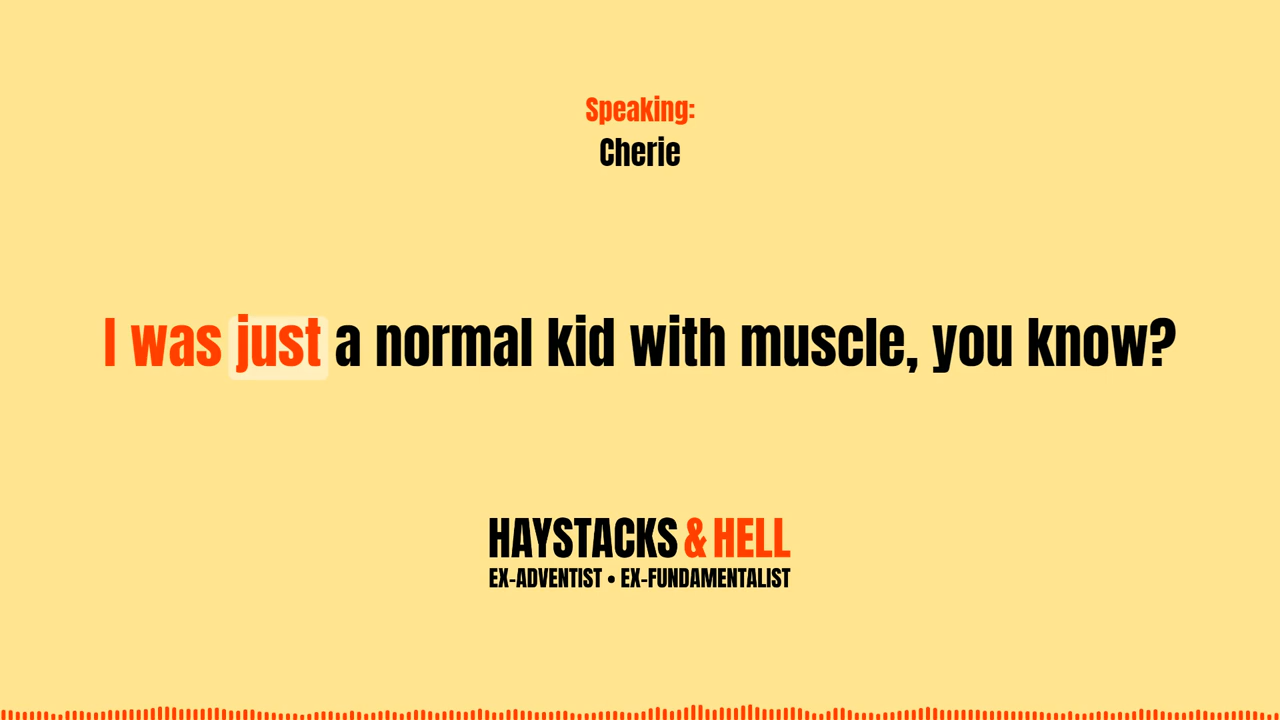 Speaking:
Cherie
I was just a normal kid with muscle, you know?
HAYSTACKS & HELL
EX-ADVENTIST • EX-FUNDAMENTALIST